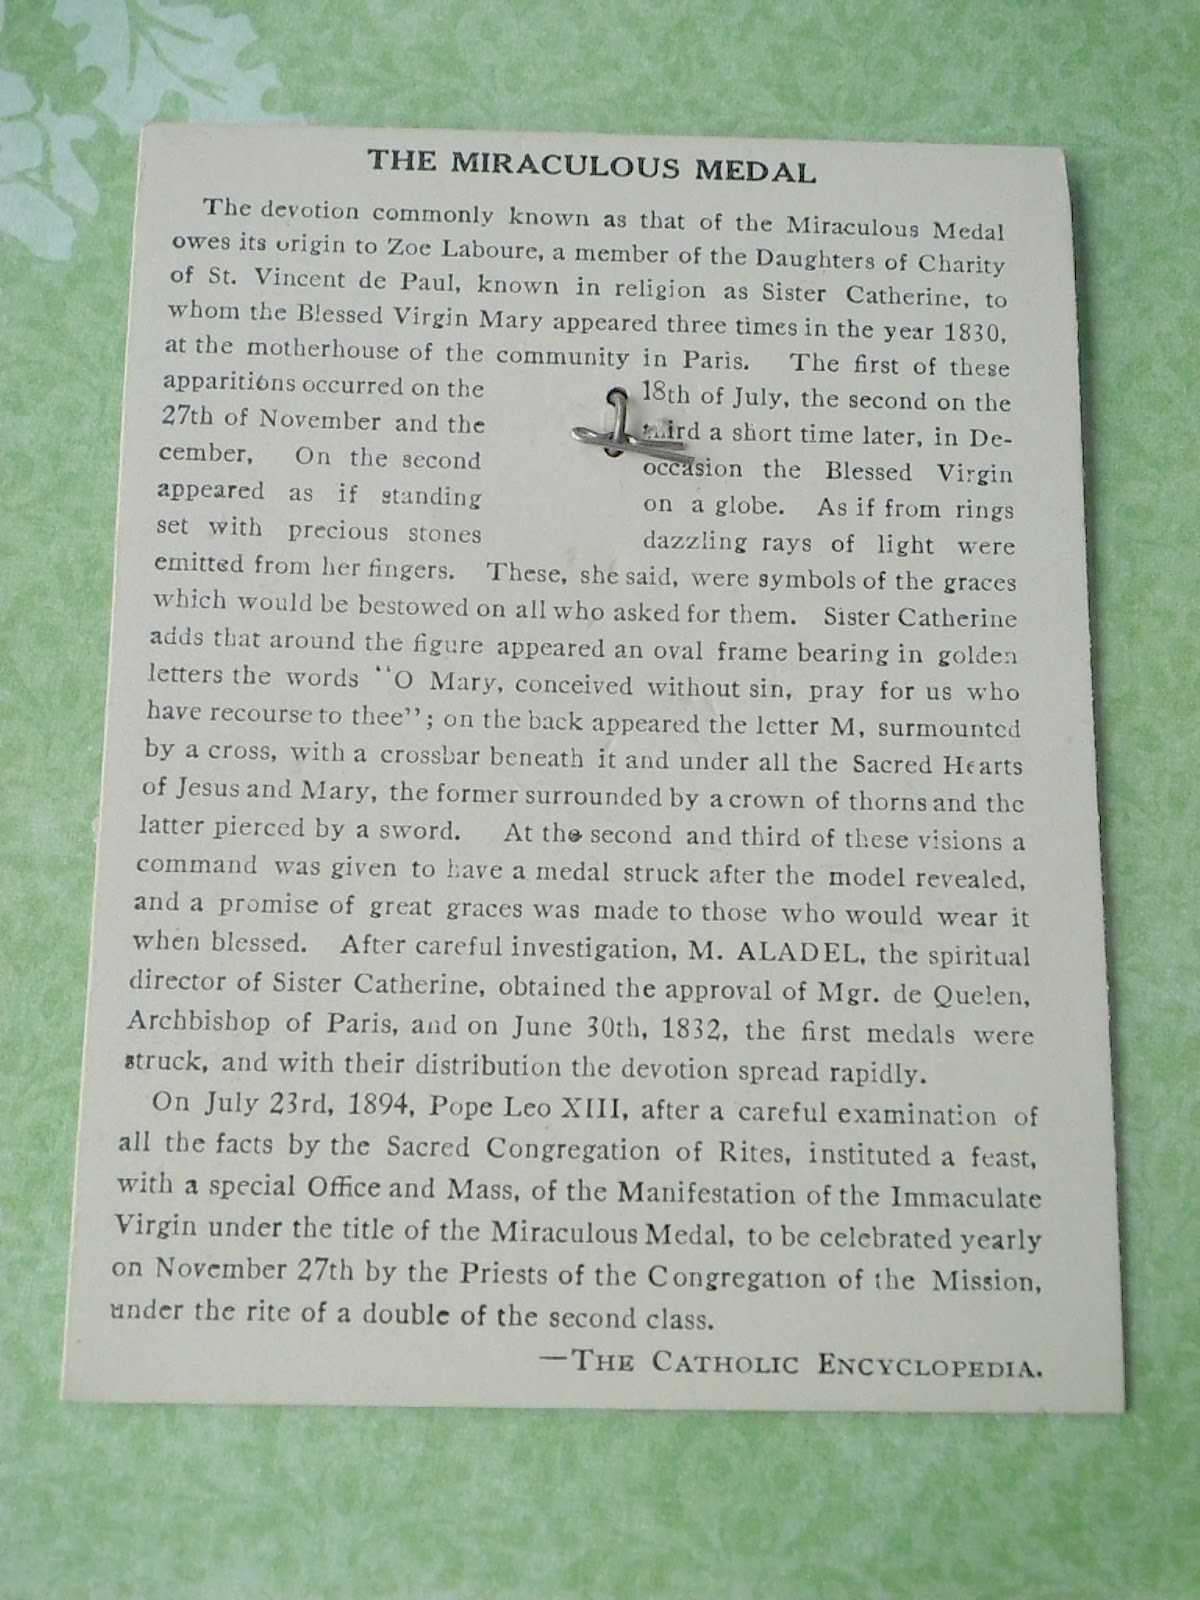 THE MIRACULOUS MEDAL
The devotion commonly known as that of the Miraculous Medal
owes its origin to Zoe Laboure, a member of the Daughters of Charity
of St. Vincent de Paul, known in religion as Sister Catherine, to
whom the Blessed Virgin Mary appeared three times in the year 1830,
at the motherhouse of the community in Paris. The first of these
apparitions occurred on the 18th of July, the second on the
27th of November and the third a short time later, in De-
cember, On the second occasion the Blessed Virgin
appeared as if standing on a globe. As if from rings
set with precious stones dazzling rays of light were
emitted from her fingers. These, she said, were symbols of the graces
which would be bestowed on all who asked for them. Sister Catherine
adds that around the figure appeared an oval frame bearing in golden
letters the words "O Mary, conceived without sin, pray for us who
have recourse to thee"; on the back appeared the letter M, surmounted
by a cross, with a crossbar beneath it and under all the Sacred Hearts
of Jesus and Mary, the former surrounded by a crown of thorns and the
latter pierced by a sword. At the second and third of these visions a
command was given to have a medal struck after the model revealed,
and a promise of great graces was made to those who would wear it
when blessed. After careful investigation, M. ALADEL, the spiritual
director of Sister Catherine, obtained the approval of Mgr. de Quelen,
Archbishop of Paris, and on June 30th, 1832, the first medals were
struck, and with their distribution the devotion spread rapidly.
On July 23rd, 1894, Pope Leo XIII, after a careful examination of
all the facts by the Sacred Congregation of Rites, instituted a feast,
with a special Office and Mass, of the Manifestation of the Immaculate
Virgin under the title of the Miraculous Medal, to be celebrated yearly
on November 27th by the Priests of the Congregation of the Mission,
under the rite of a double of the second class.
—THE CATHOLIC ENCYCLOPEDIA.